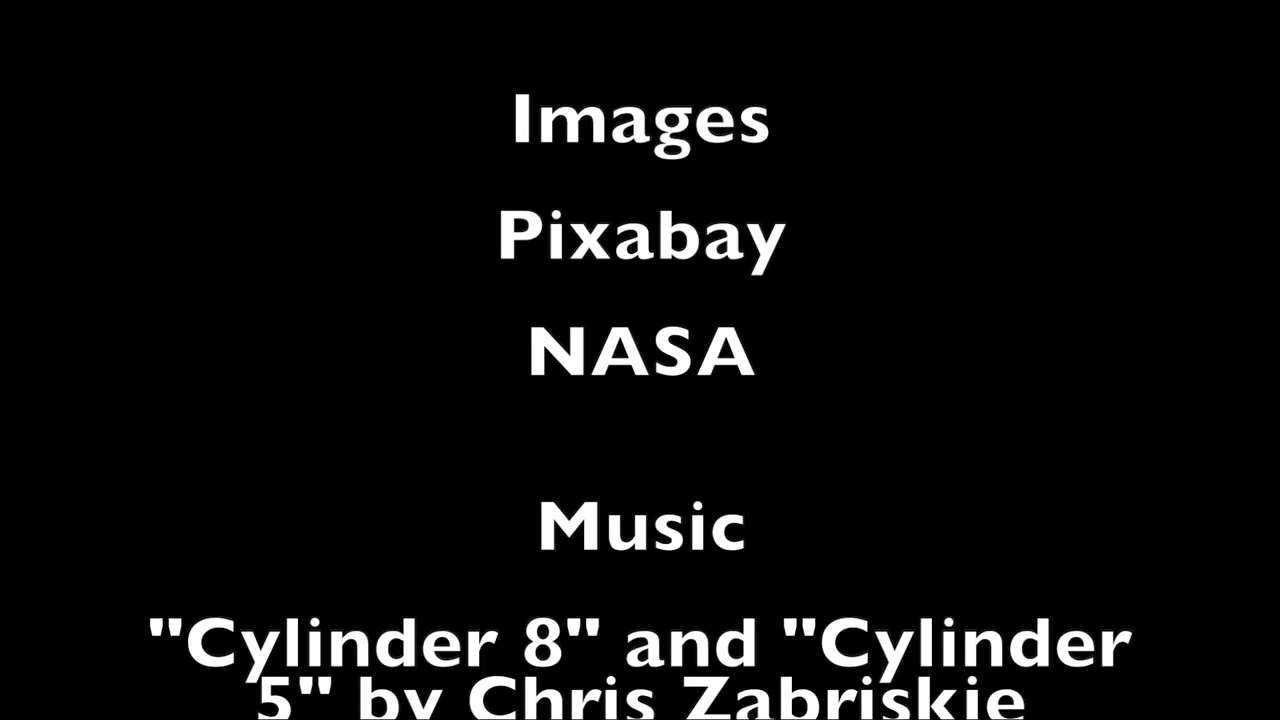 Images
Pixabay
NASA
Music
"Cylinder 8" and "Cylinder
5" by Chris Zabriskie